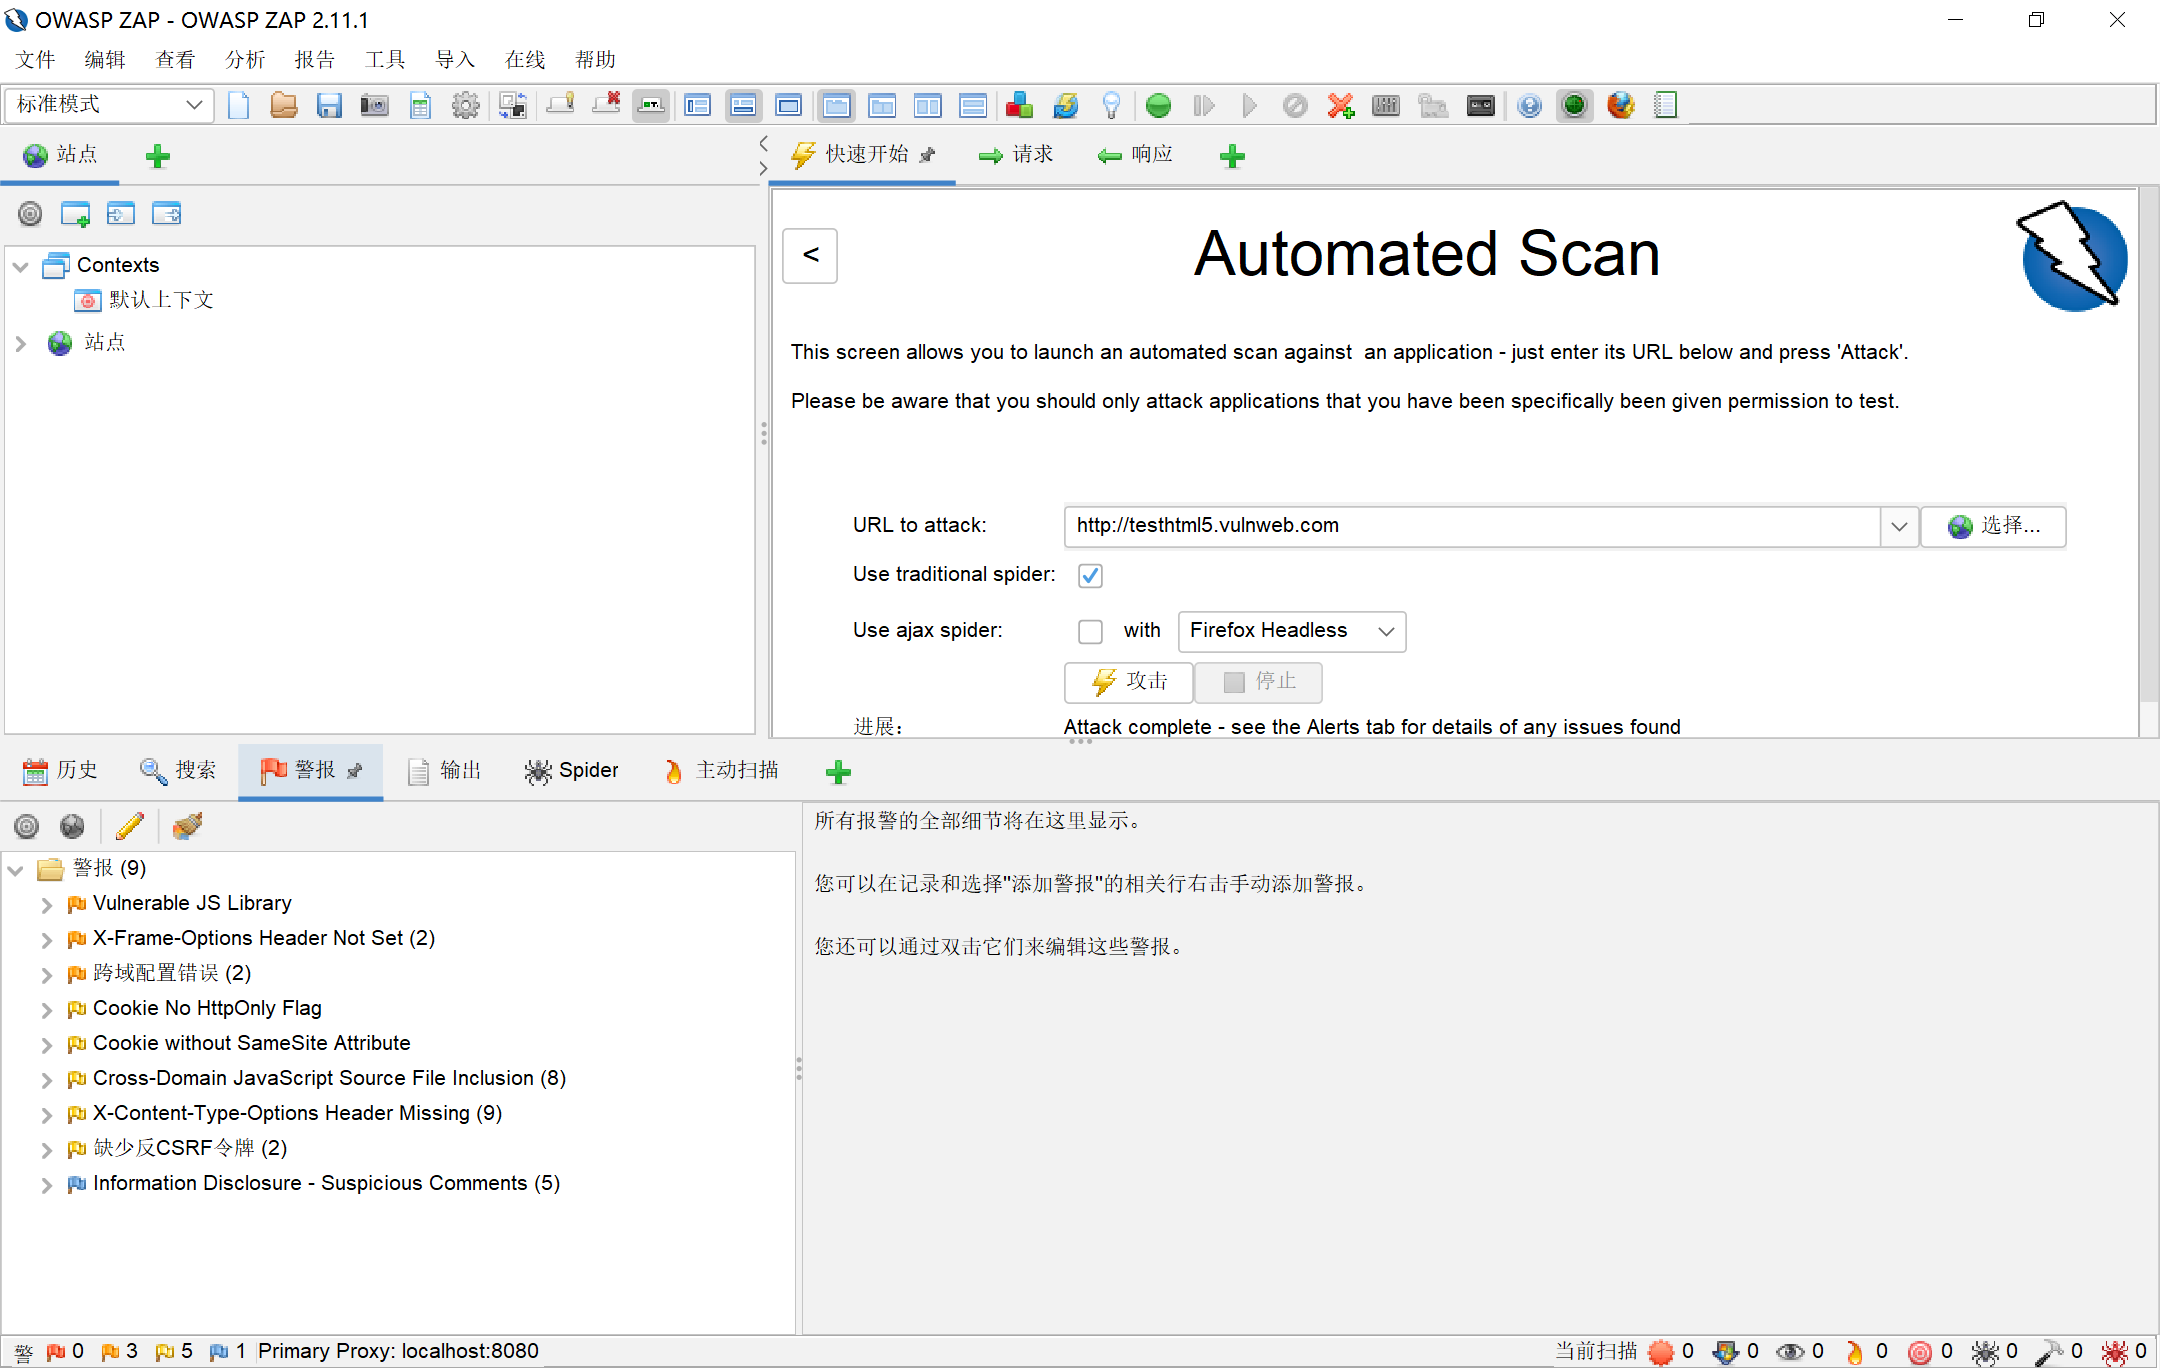 OWASP ZAP - OWASP ZAP 2.11.1
文件 编辑 查看 分析 报告 工具 导入 在线 帮助
标准模式
站点
快速开始 请求 响应
Contexts
默认上下文
站点
<
Automated Scan
This screen allows you to launch an automated scan against  an application - just enter its URL below and press 'Attack'.
Please be aware that you should only attack applications that you have been specifically been given permission to test.
URL to attack: http://testhtml5.vulnweb.com 选择...
Use traditional spider:
Use ajax spider: with Firefox Headless
攻击 停止
进展： Attack complete - see the Alerts tab for details of any issues found
历史 搜索 警报 输出 Spider 主动扫描
警报 (9)
Vulnerable JS Library
X-Frame-Options Header Not Set (2)
跨域配置错误 (2)
Cookie No HttpOnly Flag
Cookie without SameSite Attribute
Cross-Domain JavaScript Source File Inclusion (8)
X-Content-Type-Options Header Missing (9)
缺少反CSRF令牌 (2)
Information Disclosure - Suspicious Comments (5)
所有报警的全部细节将在这里显示。
您可以在记录和选择"添加警报"的相关行右击手动添加警报。
您还可以通过双击它们来编辑这些警报。
警 0 3 5 1 Primary Proxy: localhost:8080 当前扫描 0 0 0 0 0 0 0 0